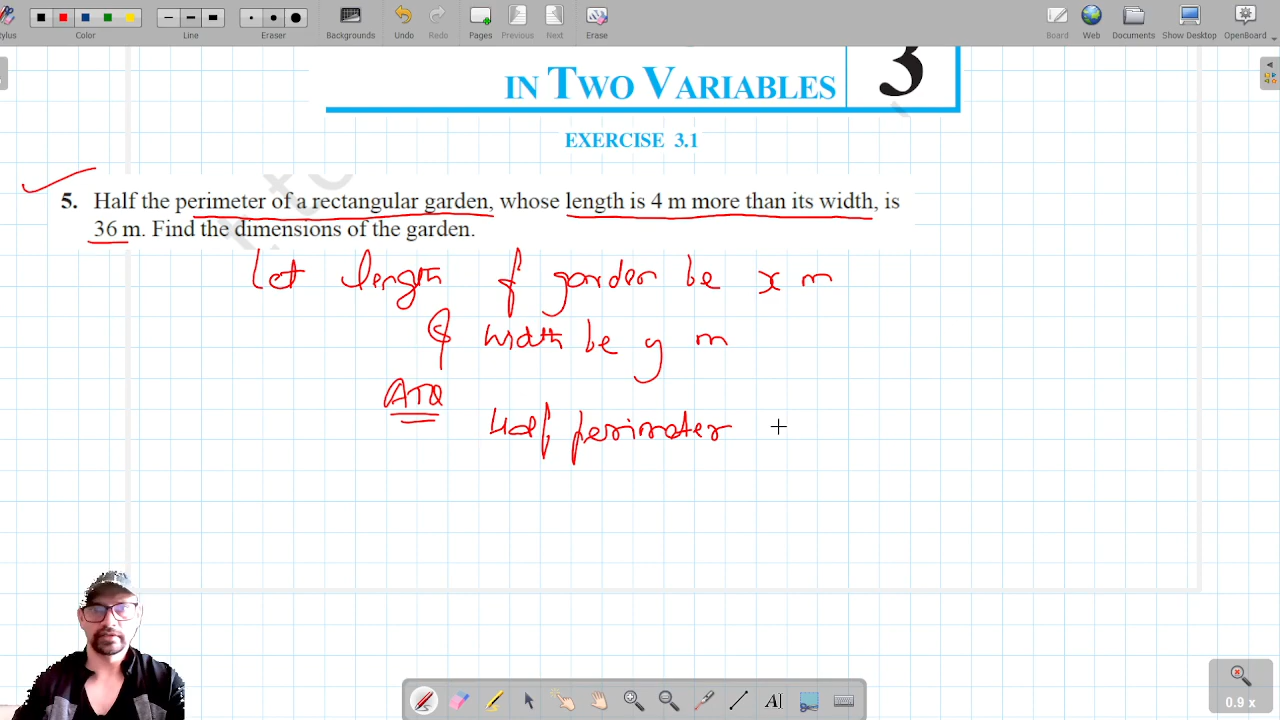 Stylus
Color
Line
Eraser
Backgrounds
Undo
Redo
Pages
Previous
Next
Erase
Board
Web
Documents
Show Desktop
OpenBoard
IN TWO VARIABLES
3
EXERCISE 3.1
5. Half the perimeter of a rectangular garden, whose length is 4 m more than its width, is
36 m. Find the dimensions of the garden.
Let length of garden be x m
& width be y m
ATQ
Half perimeter
0.9 x